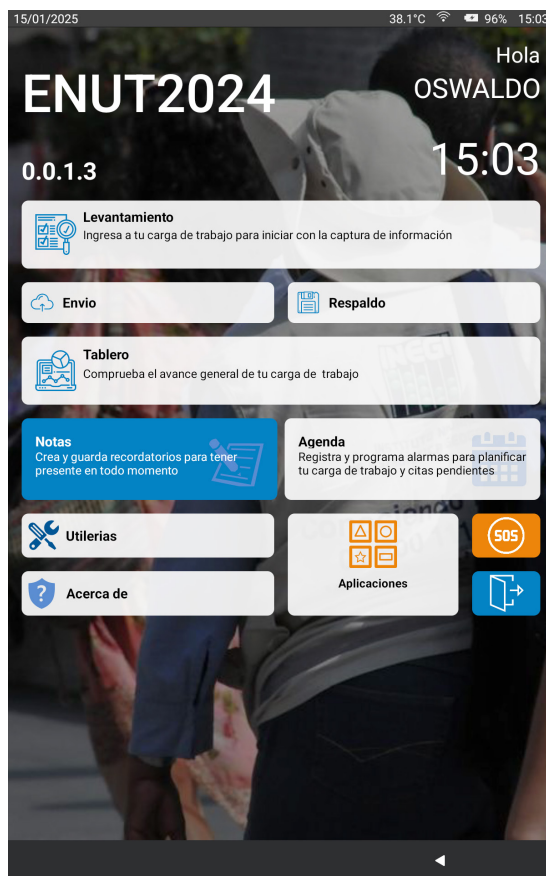 15/01/2025 38.1°C 96% 15:03
Hola
ENUT2024 OSWALDO
0.0.1.3 15:03
Levantamiento
Ingresa a tu carga de trabajo para iniciar con la captura de información
Envio Respaldo
Tablero
Comprueba el avance general de tu carga de trabajo
Notas
Crea y guarda recordatorios para tener
presente en todo momento
Agenda
Registra y programa alarmas para planificar
tu carga de trabajo y citas pendientes
Utilerias
Aplicaciones
SOS
Acerca de